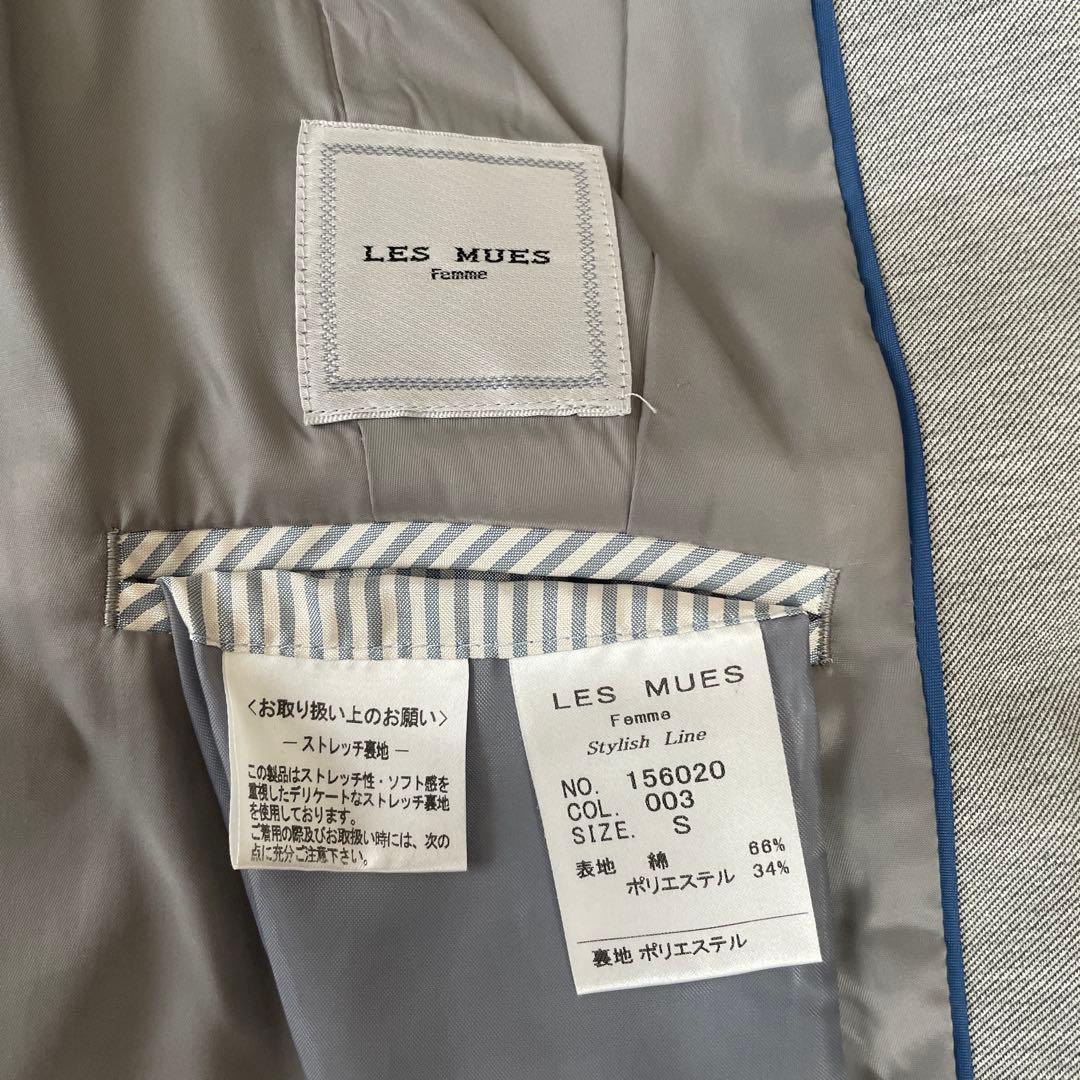 LES MUES
Femme
<お取り扱い上のお願い>
— ストレッチ裏地 —
この製品はストレッチ性・ソフト感を
重視したデリケートなストレッチ裏地
を使用しております。
ご着用の際及びお取扱い時には、次の
点に充分ご注意下さい。
LES MUES
Femme
Stylish Line
NO. 156020
COL. 003
SIZE. S
表地 綿 66%
ポリエステル 34%
裏地 ポリエステル